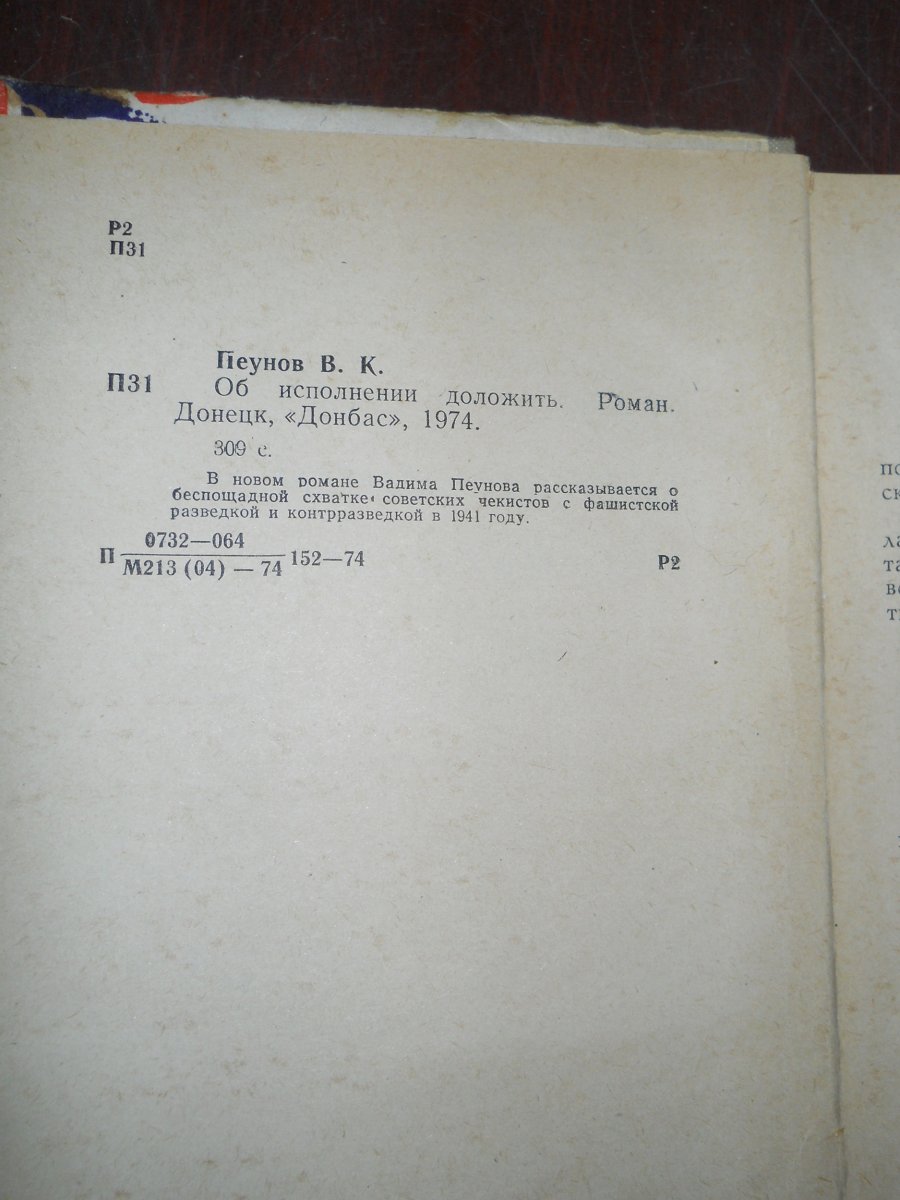 Р2
П31
Пеунов В. К.
П31
Об исполнении доложить. Роман.
Донецк, «Донбас», 1974.
309 с.
В новом романе Вадима Пеунова рассказывается о
беспощадной схватке советских чекистов с фашистской
разведкой и контрразведкой в 1941 году.
П 0732—064
М213 (04) — 74 152—74
Р2